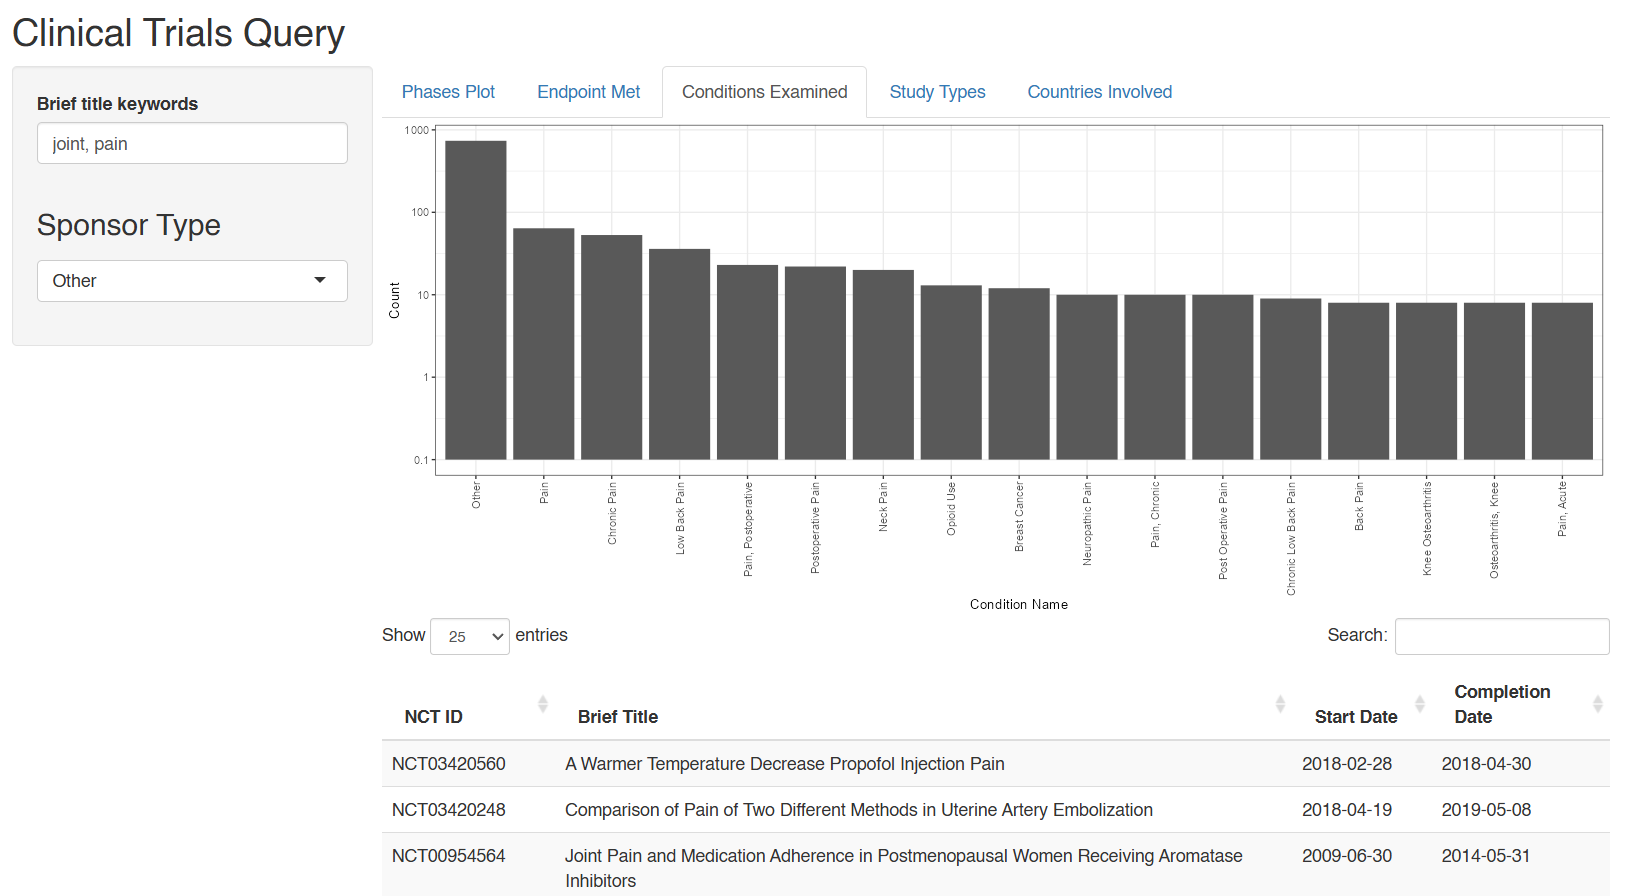 Clinical Trials Query
Brief title keywords
joint, pain
Sponsor Type
Other
Phases Plot
Endpoint Met
Conditions Examined
Study Types
Countries Involved
1000
100
10
1
0.1
Count
Other
Pain
Chronic Pain
Low Back Pain
Pain, Postoperative
Postoperative Pain
Neck Pain
Opioid Use
Breast Cancer
Neuropathic Pain
Pain, Chronic
Post Operative Pain
Chronic Low Back Pain
Back Pain
Knee Osteoarthritis
Osteoarthritis, Knee
Pain, Acute
Condition Name
Show 25 entries
Search:
NCT ID
Brief Title
Start Date
Completion
Date
NCT03420560 A Warmer Temperature Decrease Propofol Injection Pain 2018-02-28 2018-04-30
NCT03420248 Comparison of Pain of Two Different Methods in Uterine Artery Embolization 2018-04-19 2019-05-08
NCT00954564 Joint Pain and Medication Adherence in Postmenopausal Women Receiving Aromatase 2009-06-30 2014-05-31
Inhibitors